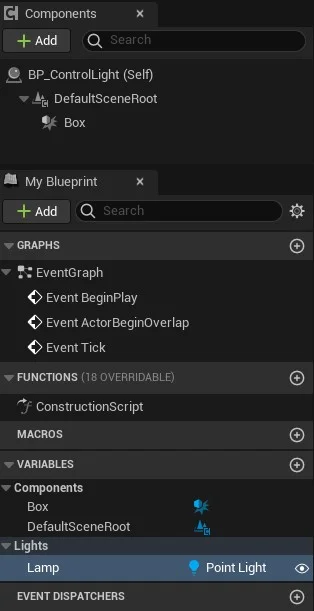 Components
Add
Search
BP_ControlLight (Self)
DefaultSceneRoot
Box
My Blueprint
Add
Search
GRAPHS
EventGraph
Event BeginPlay
Event ActorBeginOverlap
Event Tick
FUNCTIONS (18 OVERRIDABLE)
ConstructionScript
MACROS
VARIABLES
Components
Box
DefaultSceneRoot
Lights
Lamp Point Light
EVENT DISPATCHERS